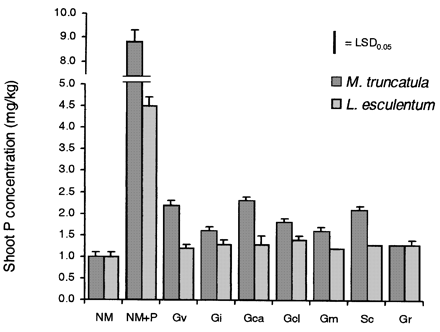 10.0
9.0
8.0
5.0
4.5
4.0
3.5
3.0
2.5
2.0
1.5
1.0
0.5
0.0
Shoot P concentration (mg/kg)
= LSD0.05
M. truncatula
L. esculentum
NM NM+P Gv Gi Gca Gcl Gm Sc Gr